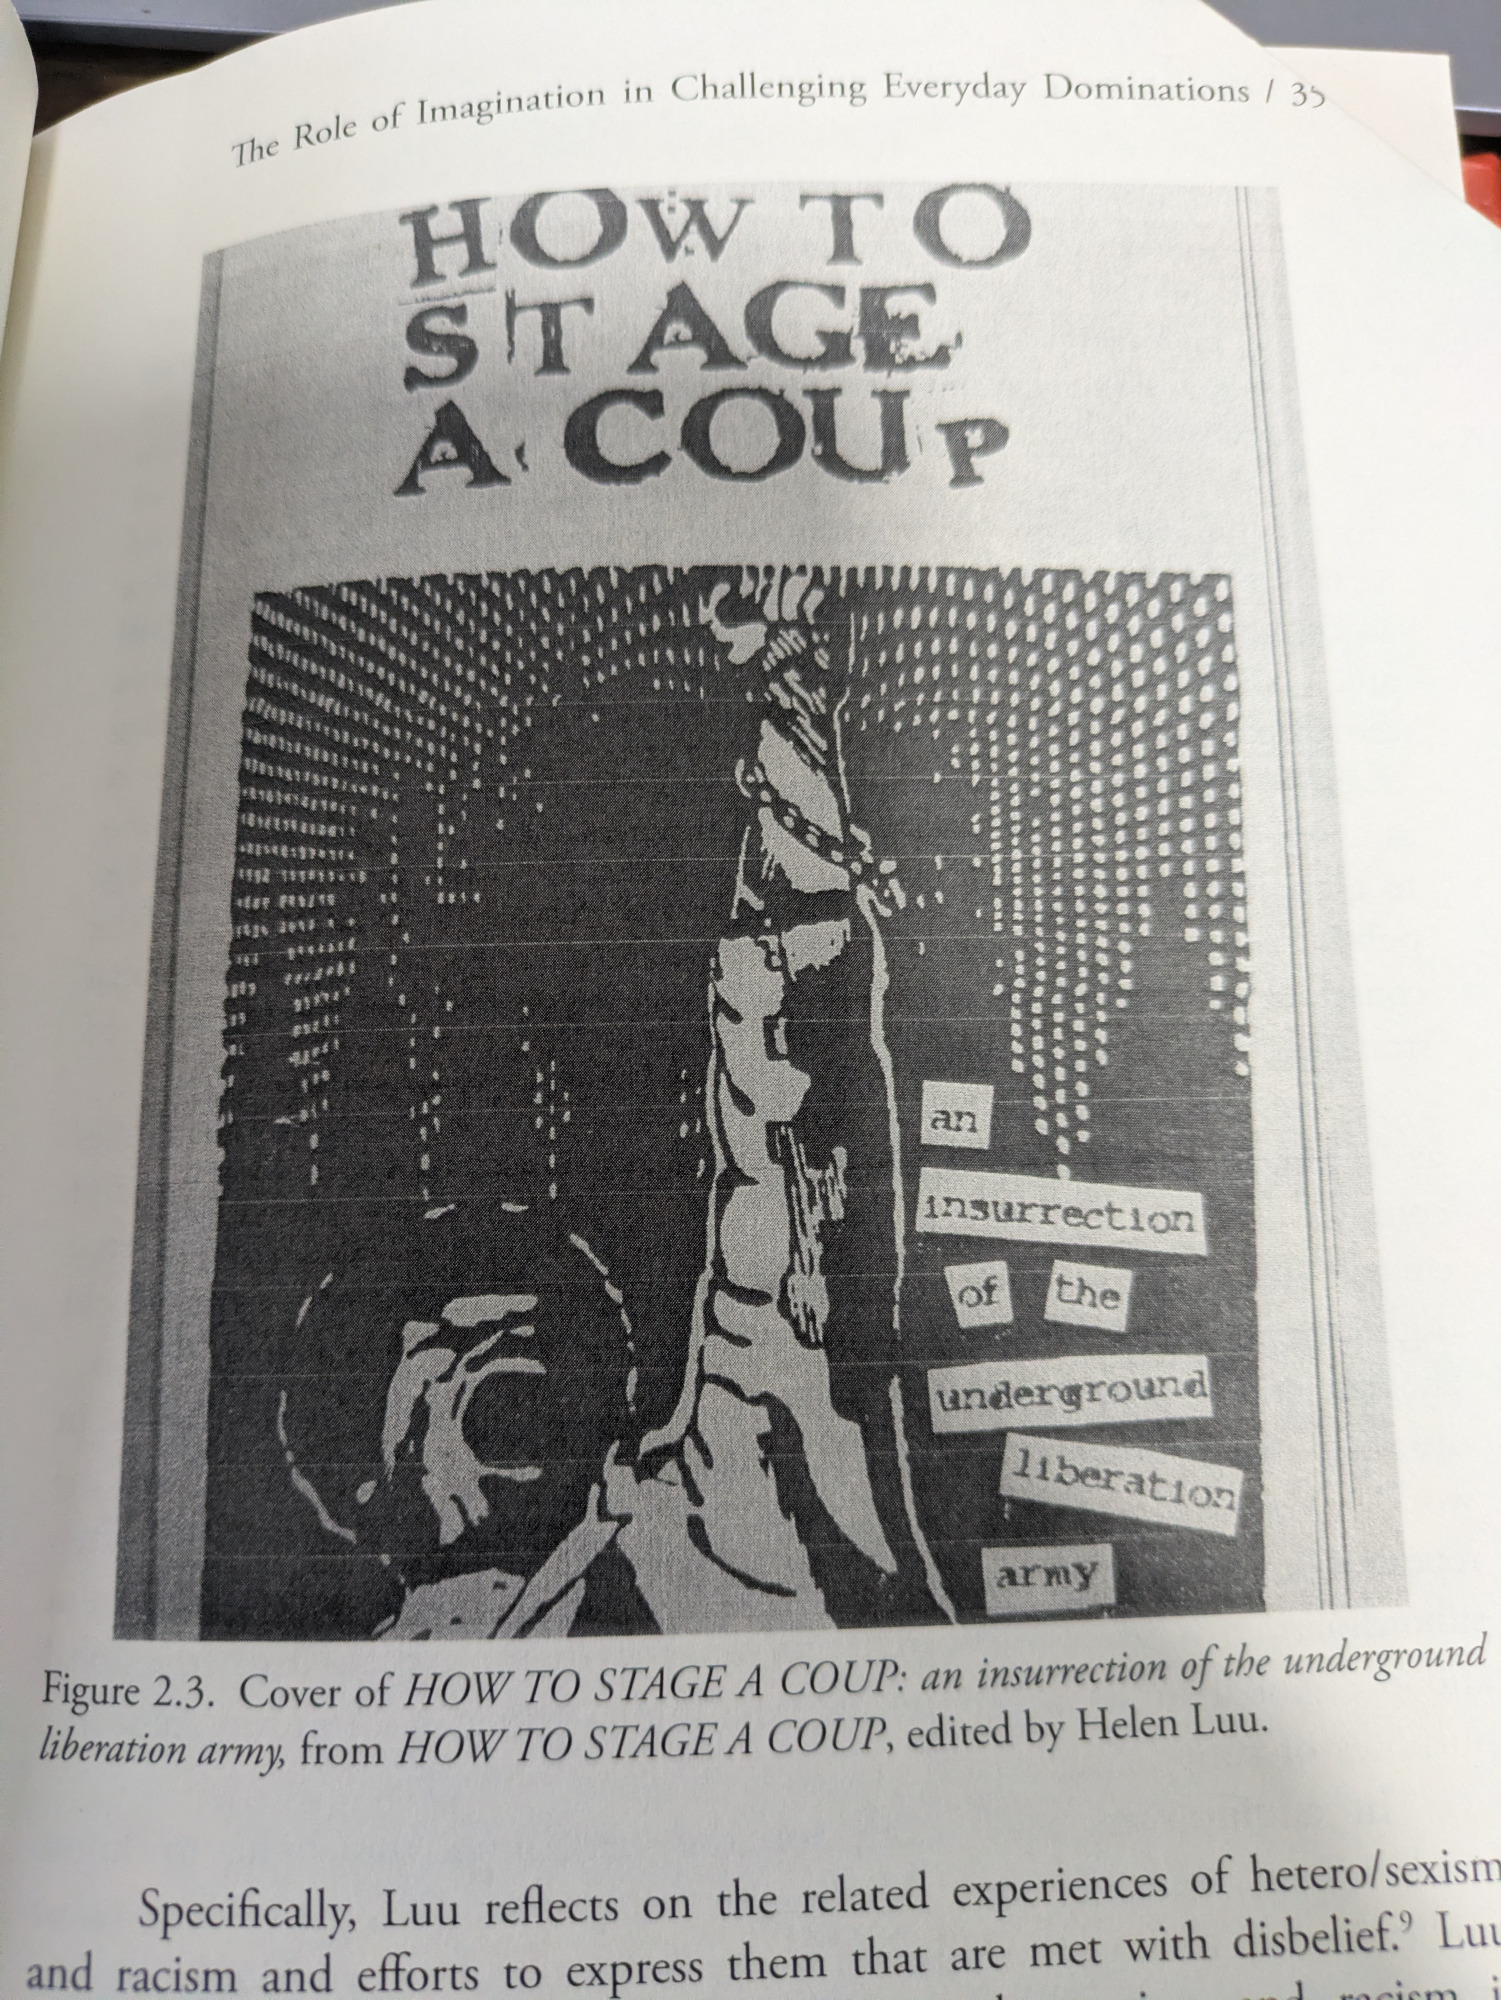 The Role of Imagination in Challenging Everyday Dominations / 35
HOW TO
STAGE
A COUP
an
insurrection
of the
underground
liberation
army
Figure 2.3. Cover of HOW TO STAGE A COUP: an insurrection of the underground
liberation army, from HOW TO STAGE A COUP, edited by Helen Luu.
Specifically, Luu reflects on the related experiences of hetero/sexism
and racism and efforts to express them that are met with disbelief.⁹ Luu
racism